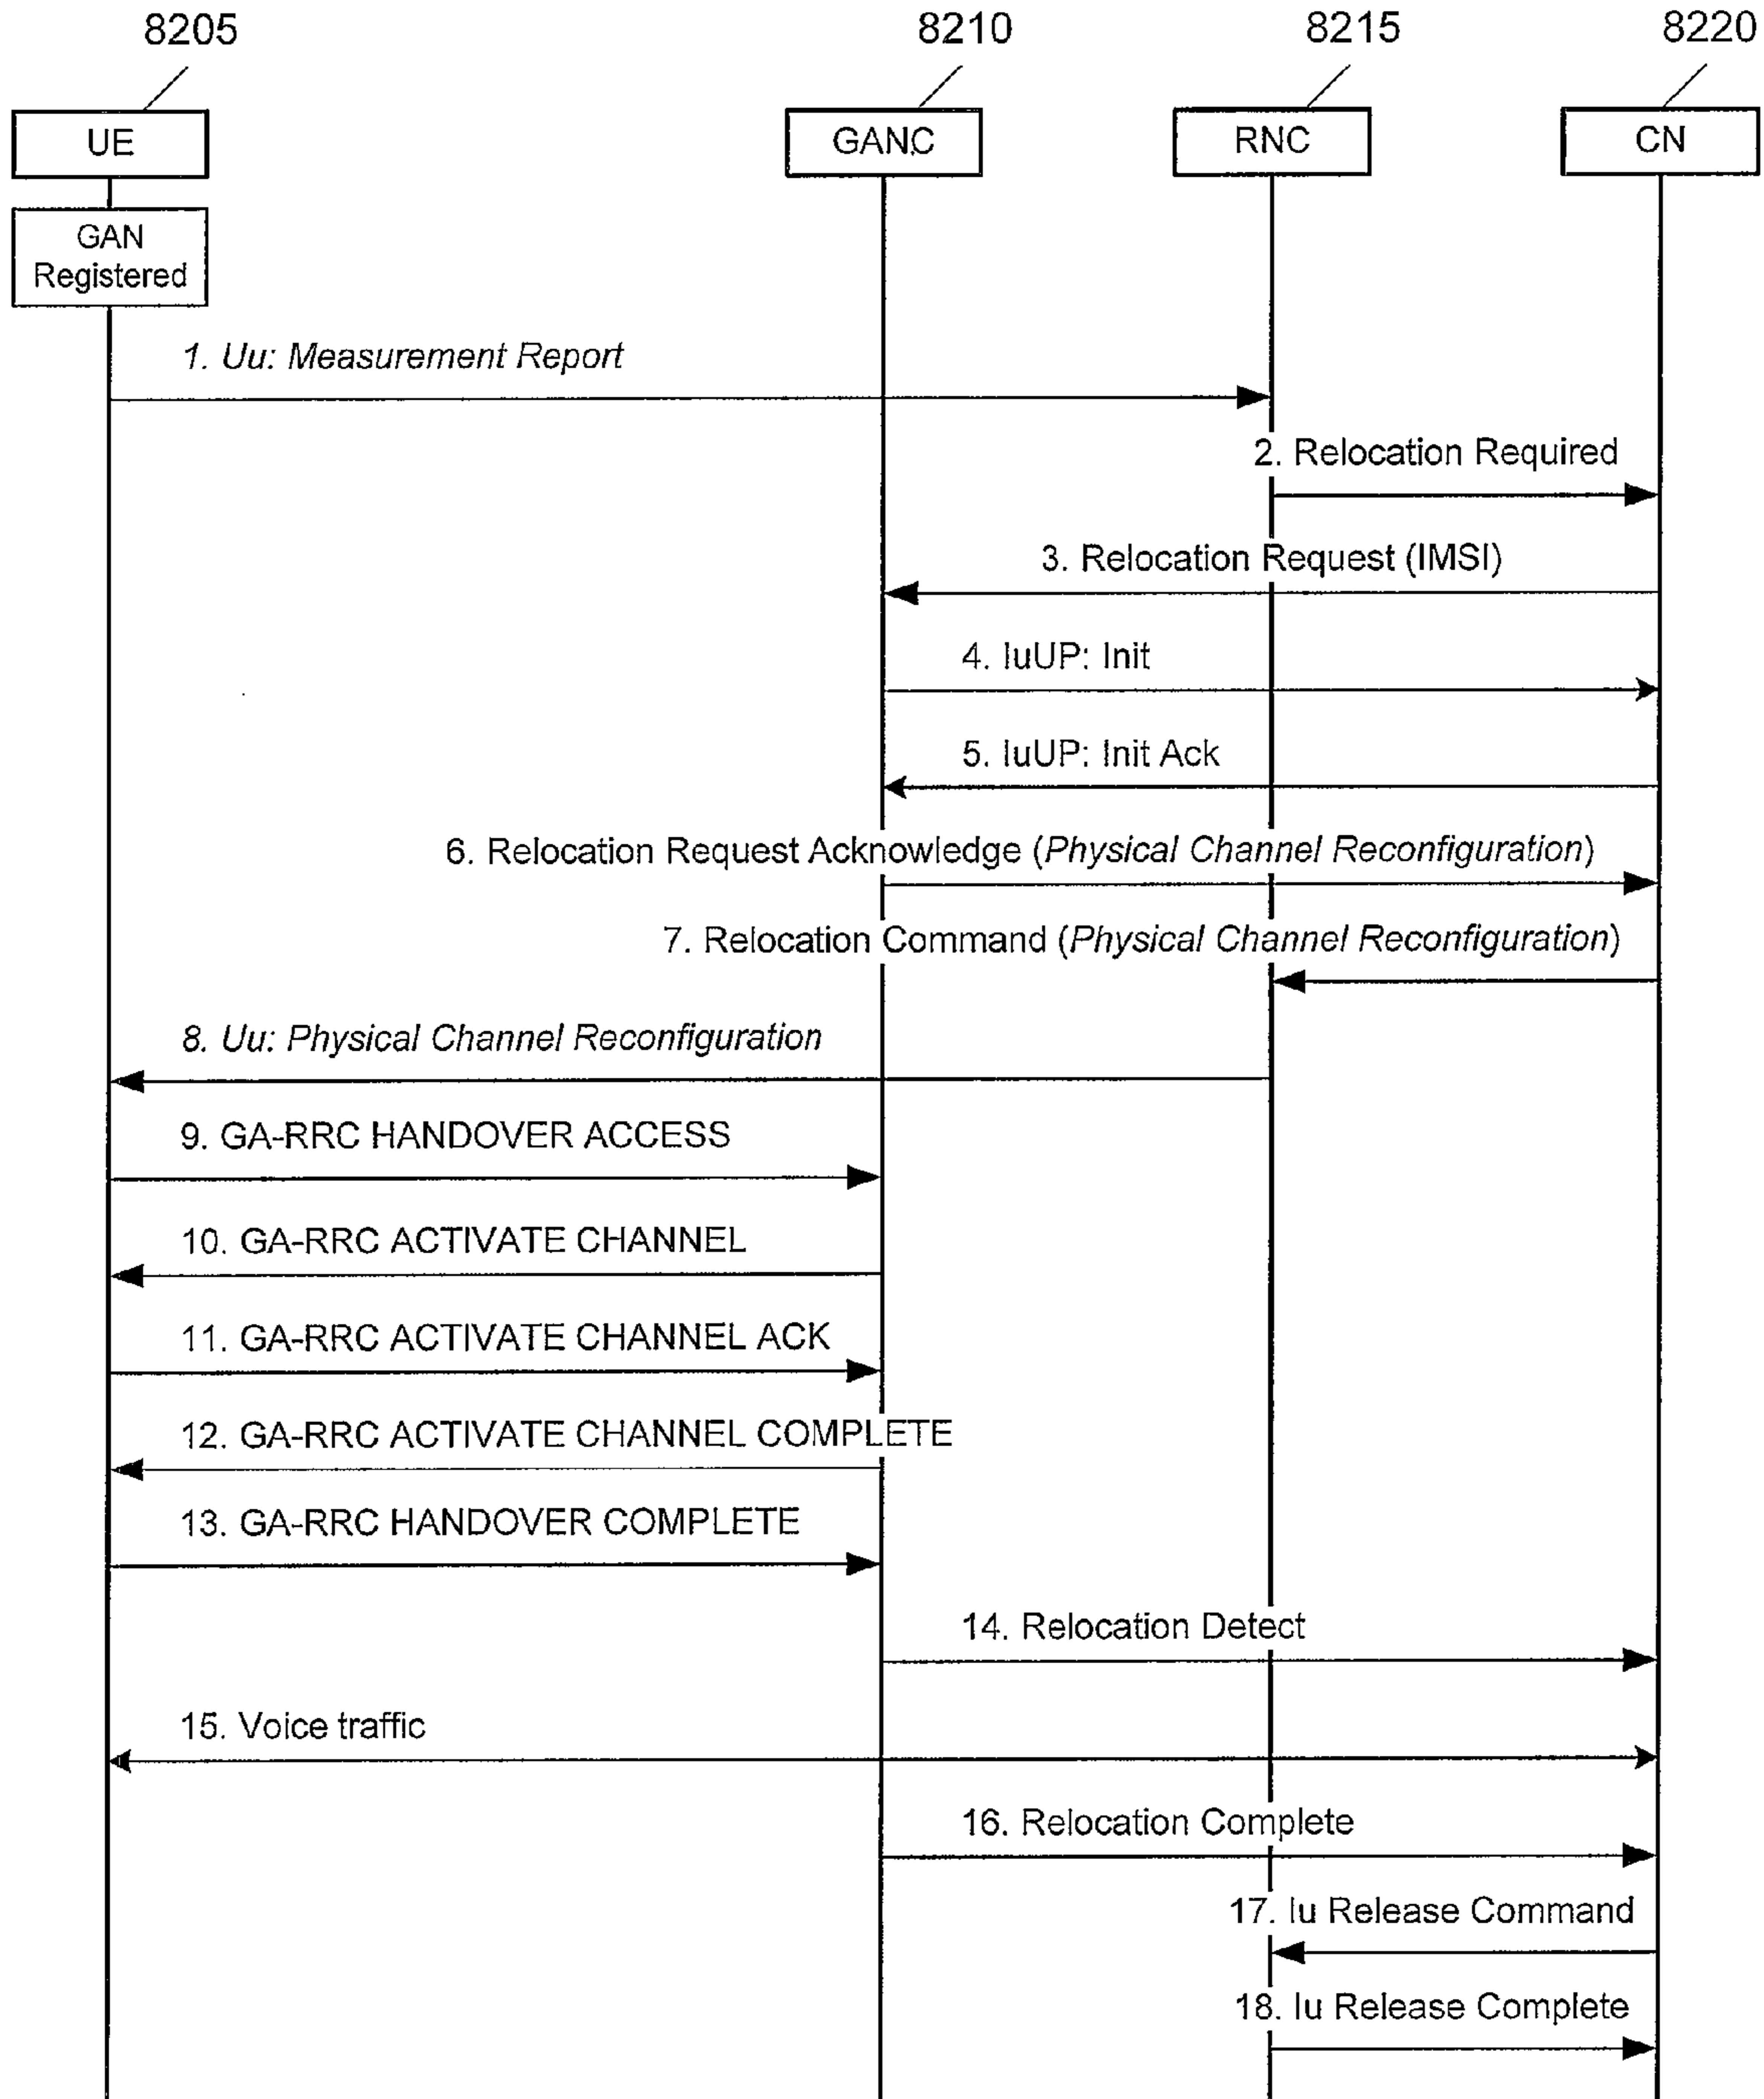 8205
8210
8215
8220
UE
GANC
RNC
CN
GAN
Registered
1. Uu: Measurement Report
2. Relocation Required
3. Relocation Request (IMSI)
4. IuUP: Init
5. IuUP: Init Ack
6. Relocation Request Acknowledge (Physical Channel Reconfiguration)
7. Relocation Command (Physical Channel Reconfiguration)
8. Uu: Physical Channel Reconfiguration
9. GA-RRC HANDOVER ACCESS
10. GA-RRC ACTIVATE CHANNEL
11. GA-RRC ACTIVATE CHANNEL ACK
12. GA-RRC ACTIVATE CHANNEL COMPLETE
13. GA-RRC HANDOVER COMPLETE
14. Relocation Detect
15. Voice traffic
16. Relocation Complete
17. Iu Release Command
18. Iu Release Complete